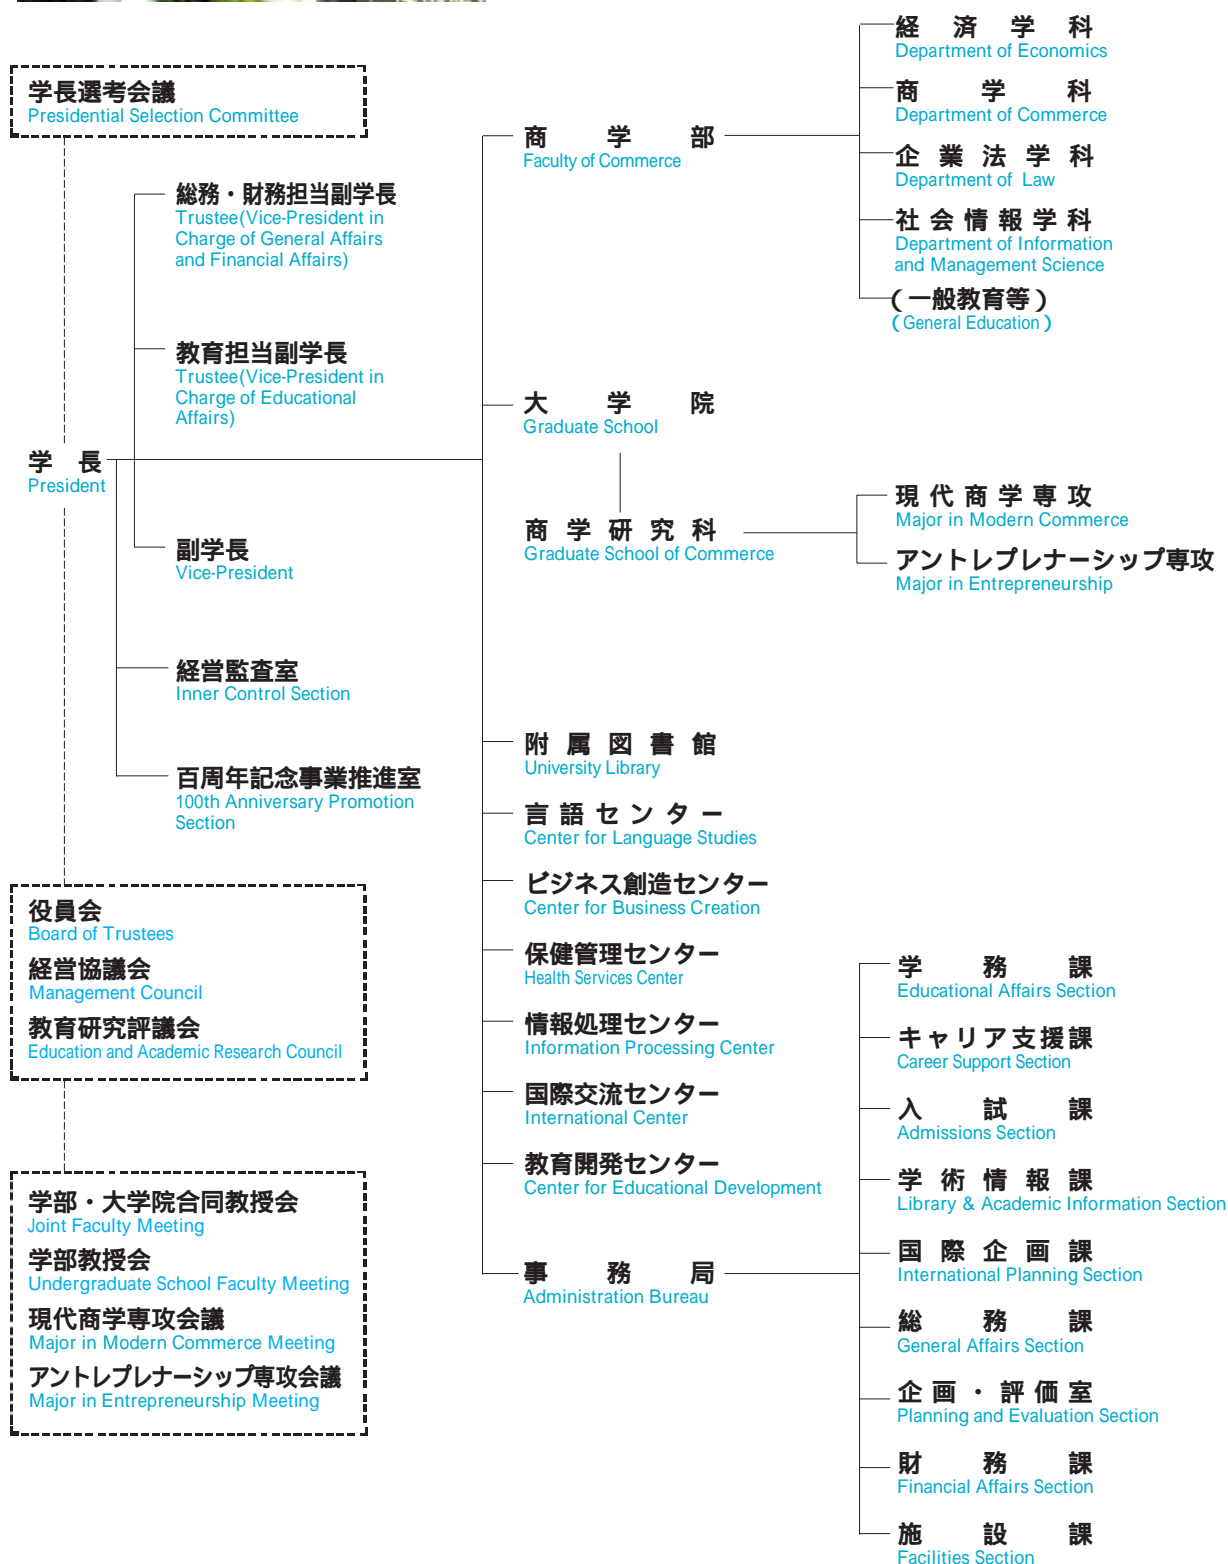 学長選考会議
Presidential Selection Committee
総務・財務担当副学長
Trustee(Vice-President in
Charge of General Affairs
and Financial Affairs)
教育担当副学長
Trustee(Vice-President in
Charge of Educational
Affairs)
学長
President
副学長
Vice-President
経営監査室
Inner Control Section
百周年記念事業推進室
100th Anniversary Promotion
Section
役員会
Board of Trustees
経営協議会
Management Council
教育研究評議会
Education and Academic Research Council
学部・大学院合同教授会
Joint Faculty Meeting
学部教授会
Undergraduate School Faculty Meeting
現代商学専攻会議
Major in Modern Commerce Meeting
アントレプレナーシップ専攻会議
Major in Entrepreneurship Meeting
商学部
Faculty of Commerce
経済学科
Department of Economics
商学科
Department of Commerce
企業法学科
Department of Law
社会情報学科
Department of Information
and Management Science
(一般教育等)
(General Education)
大学院
Graduate School
商学研究科
Graduate School of Commerce
現代商学専攻
Major in Modern Commerce
アントレプレナーシップ専攻
Major in Entrepreneurship
附属図書館
University Library
言語センター
Center for Language Studies
ビジネス創造センター
Center for Business Creation
保健管理センター
Health Services Center
情報処理センター
Information Processing Center
国際交流センター
International Center
教育開発センター
Center for Educational Development
事務局
Administration Bureau
学務課
Educational Affairs Section
キャリア支援課
Career Support Section
入試課
Admissions Section
学術情報課
Library & Academic Information Section
国際企画課
International Planning Section
総務課
General Affairs Section
企画・評価室
Planning and Evaluation Section
財務課
Financial Affairs Section
施設課
Facilities Section